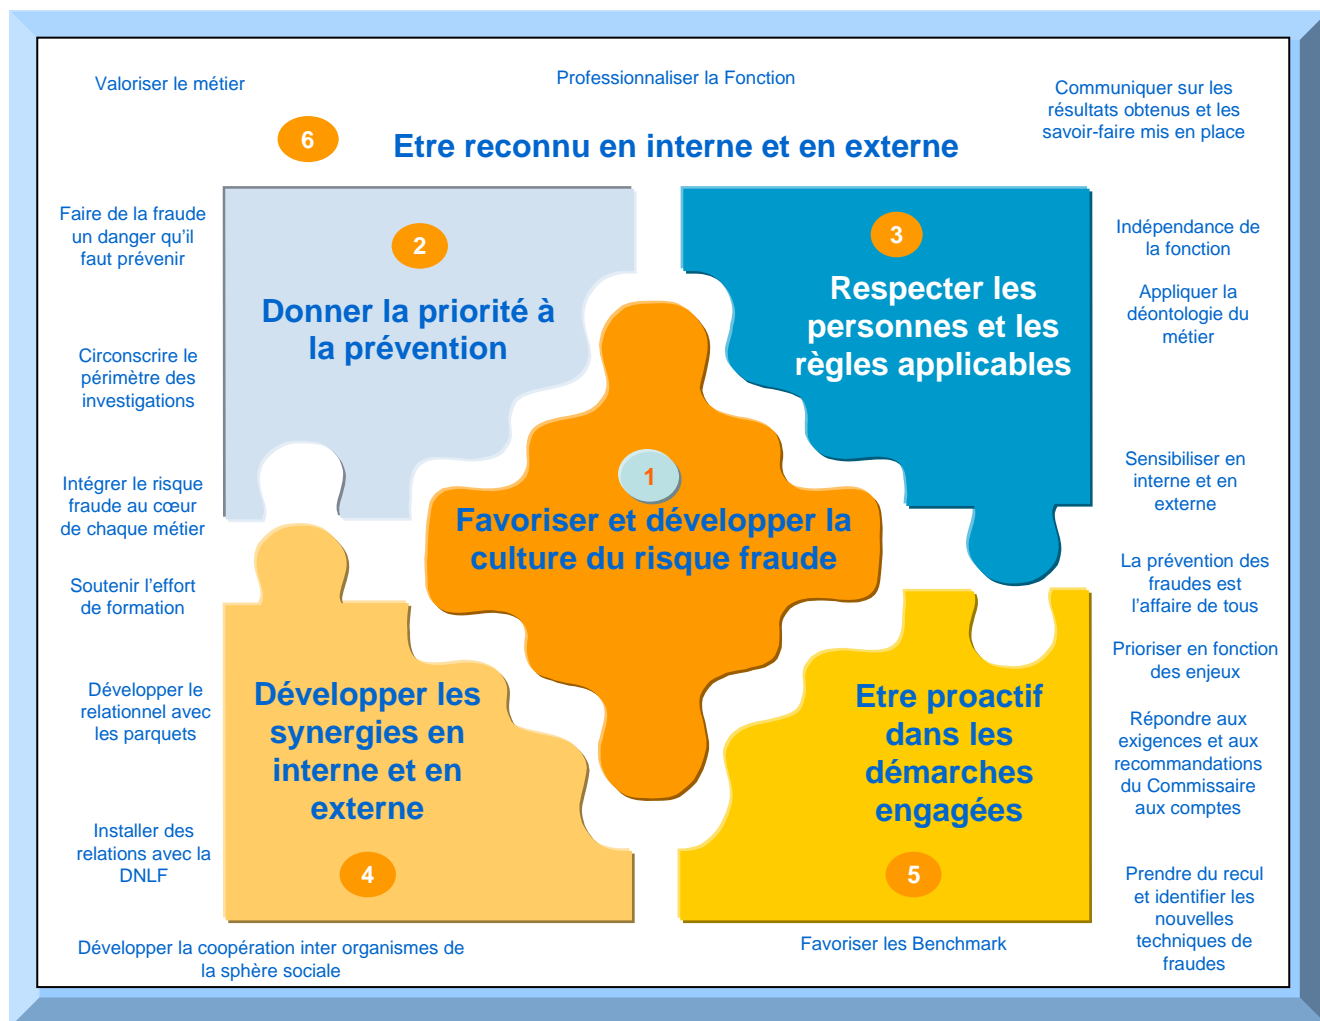 Valoriser le métier
Professionnaliser la Fonction
Communiquer sur les
résultats obtenus et les
savoir-faire mis en place
6
Etre reconnu en interne et en externe
Faire de la fraude
un danger qu'il
faut prévenir
Circonscrire le
périmètre des
investigations
Intégrer le risque
fraude au cœur
de chaque métier
Soutenir l'effort
de formation
Développer le
relationnel avec
les parquets
Installer des
relations avec la
DNLF
Développer la coopération inter organismes de
la sphère sociale
2
Donner la priorité à
la prévention
3
Respecter les
personnes et les
règles applicables
1
Favoriser et développer la
culture du risque fraude
Développer les
synergies en
interne et en
externe
4
Etre proactif
dans les
démarches
engagées
5
Favoriser les Benchmark
Indépendance de
la fonction
Appliquer la
déontologie du
métier
Sensibiliser en
interne et en
externe
La prévention des
fraudes est
l'affaire de tous
Prioriser en fonction
des enjeux
Répondre aux
exigences et aux
recommandations
du Commissaire
aux comptes
Prendre du recul
et identifier les
nouvelles
techniques de
fraudes